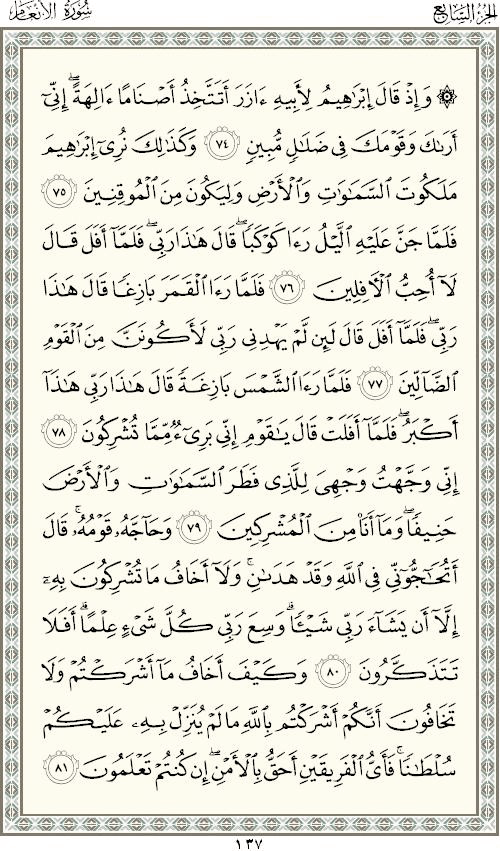 الجزء السابع سُورَةُ الأَنْعَام
۞ وَإِذْ قَالَ إِبْرَٰهِيمُ لِأَبِيهِ ءَازَرَ أَتَتَّخِذُ أَصْنَامًا ءَالِهَةً ۖ إِنِّىٓ
أَرَىٰكَ وَقَوْمَكَ فِى ضَلَٰلٍ مُّبِينٍ ٧٤ وَكَذَٰلِكَ نُرِىٓ إِبْرَٰهِيمَ
مَلَكُوتَ ٱلسَّمَٰوَٰتِ وَٱلْأَرْضِ وَلِيَكُونَ مِنَ ٱلْمُوقِنِينَ ٧٥
فَلَمَّا جَنَّ عَلَيْهِ ٱلَّيْلُ رَءَا كَوْكَبًا ۖ قَالَ هَٰذَا رَبِّى ۖ فَلَمَّآ أَفَلَ قَالَ
لَآ أُحِبُّ ٱلْأَفِلِينَ ٧٦ فَلَمَّا رَءَا ٱلْقَمَرَ بَازِغًا قَالَ هَٰذَا
رَبِّى ۖ فَلَمَّآ أَفَلَ قَالَ لَئِن لَّمْ يَهْدِنِى رَبِّى لَأَكُونَنَّ مِنَ ٱلْقَوْمِ
ٱلضَّآلِّينَ ٧٧ فَلَمَّا رَءَا ٱلشَّمْسَ بَازِغَةً قَالَ هَٰذَا رَبِّى هَٰذَآ
أَكْبَرُ ۖ فَلَمَّآ أَفَلَتْ قَالَ يَٰقَوْمِ إِنِّى بَرِىٓءٌ مِّمَّا تُشْرِكُونَ ٧٨
إِنِّى وَجَّهْتُ وَجْهِىَ لِلَّذِى فَطَرَ ٱلسَّمَٰوَٰتِ وَٱلْأَرْضَ
حَنِيفًا ۖ وَمَآ أَنَا۠ مِنَ ٱلْمُشْرِكِينَ ٧٩ وَحَآجَّهُۥ قَوْمُهُۥ ۚ قَالَ
أَتُحَٰٓجُّوٓنِّى فِى ٱللَّهِ وَقَدْ هَدَىٰنِ ۚ وَلَآ أَخَافُ مَا تُشْرِكُونَ بِهِۦٓ
إِلَّآ أَن يَشَآءَ رَبِّى شَيْـًٔا ۗ وَسِعَ رَبِّى كُلَّ شَىْءٍ عِلْمًا ۗ أَفَلَا
تَتَذَكَّرُونَ ٨٠ وَكَيْفَ أَخَافُ مَآ أَشْرَكْتُمْ وَلَا
تَخَافُونَ أَنَّكُمْ أَشْرَكْتُم بِٱللَّهِ مَا لَمْ يُنَزِّلْ بِهِۦ عَلَيْكُمْ
سُلْطَٰنًا ۚ فَأَىُّ ٱلْفَرِيقَيْنِ أَحَقُّ بِٱلْأَمْنِ ۖ إِن كُنتُمْ تَعْلَمُونَ ٨١
١٣٧